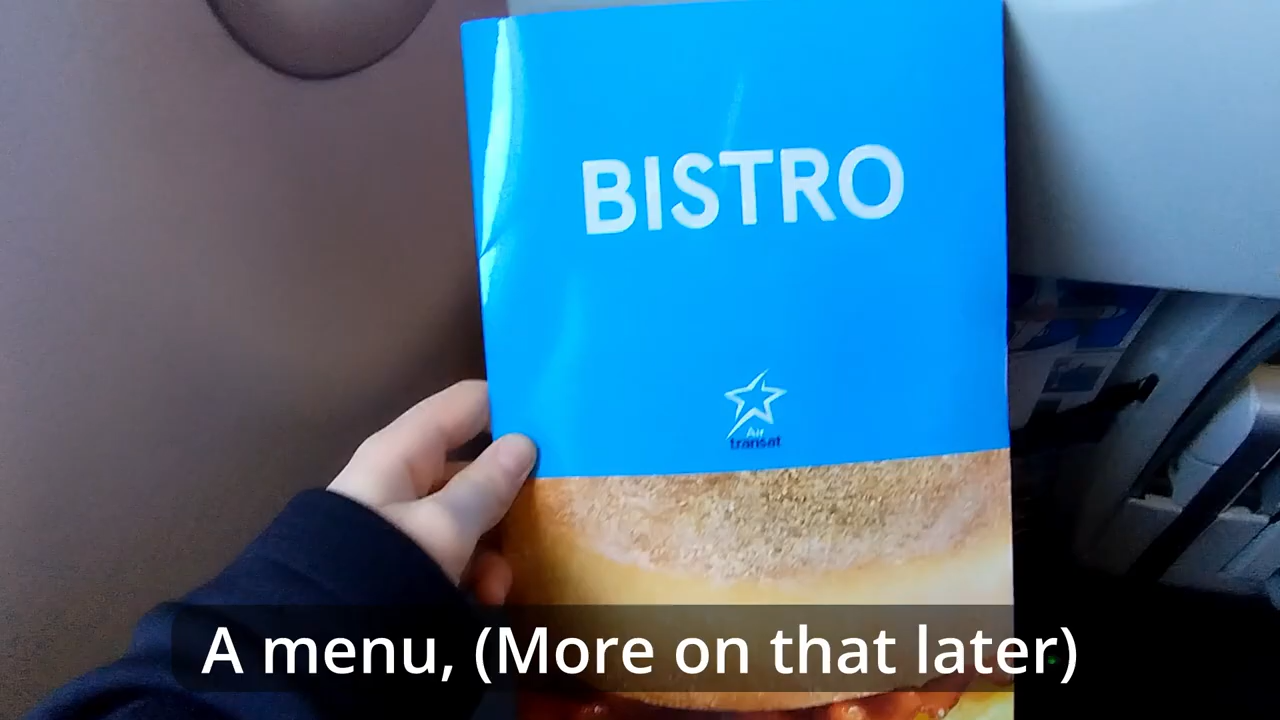 BISTRO
Air
transat
A menu, (More on that later)